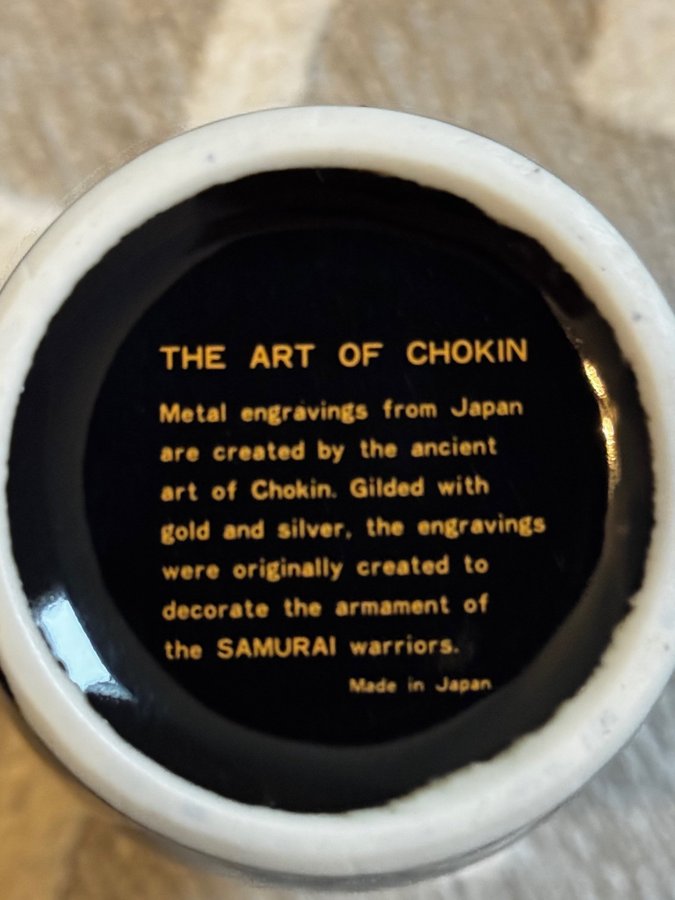 THE ART OF CHOKIN
Metal engravings from Japan
are created by the ancient
art of Chokin. Gilded with
gold and silver, the engravings
were originally created to
decorate the armament of
the SAMURAI warriors.
Made in Japan